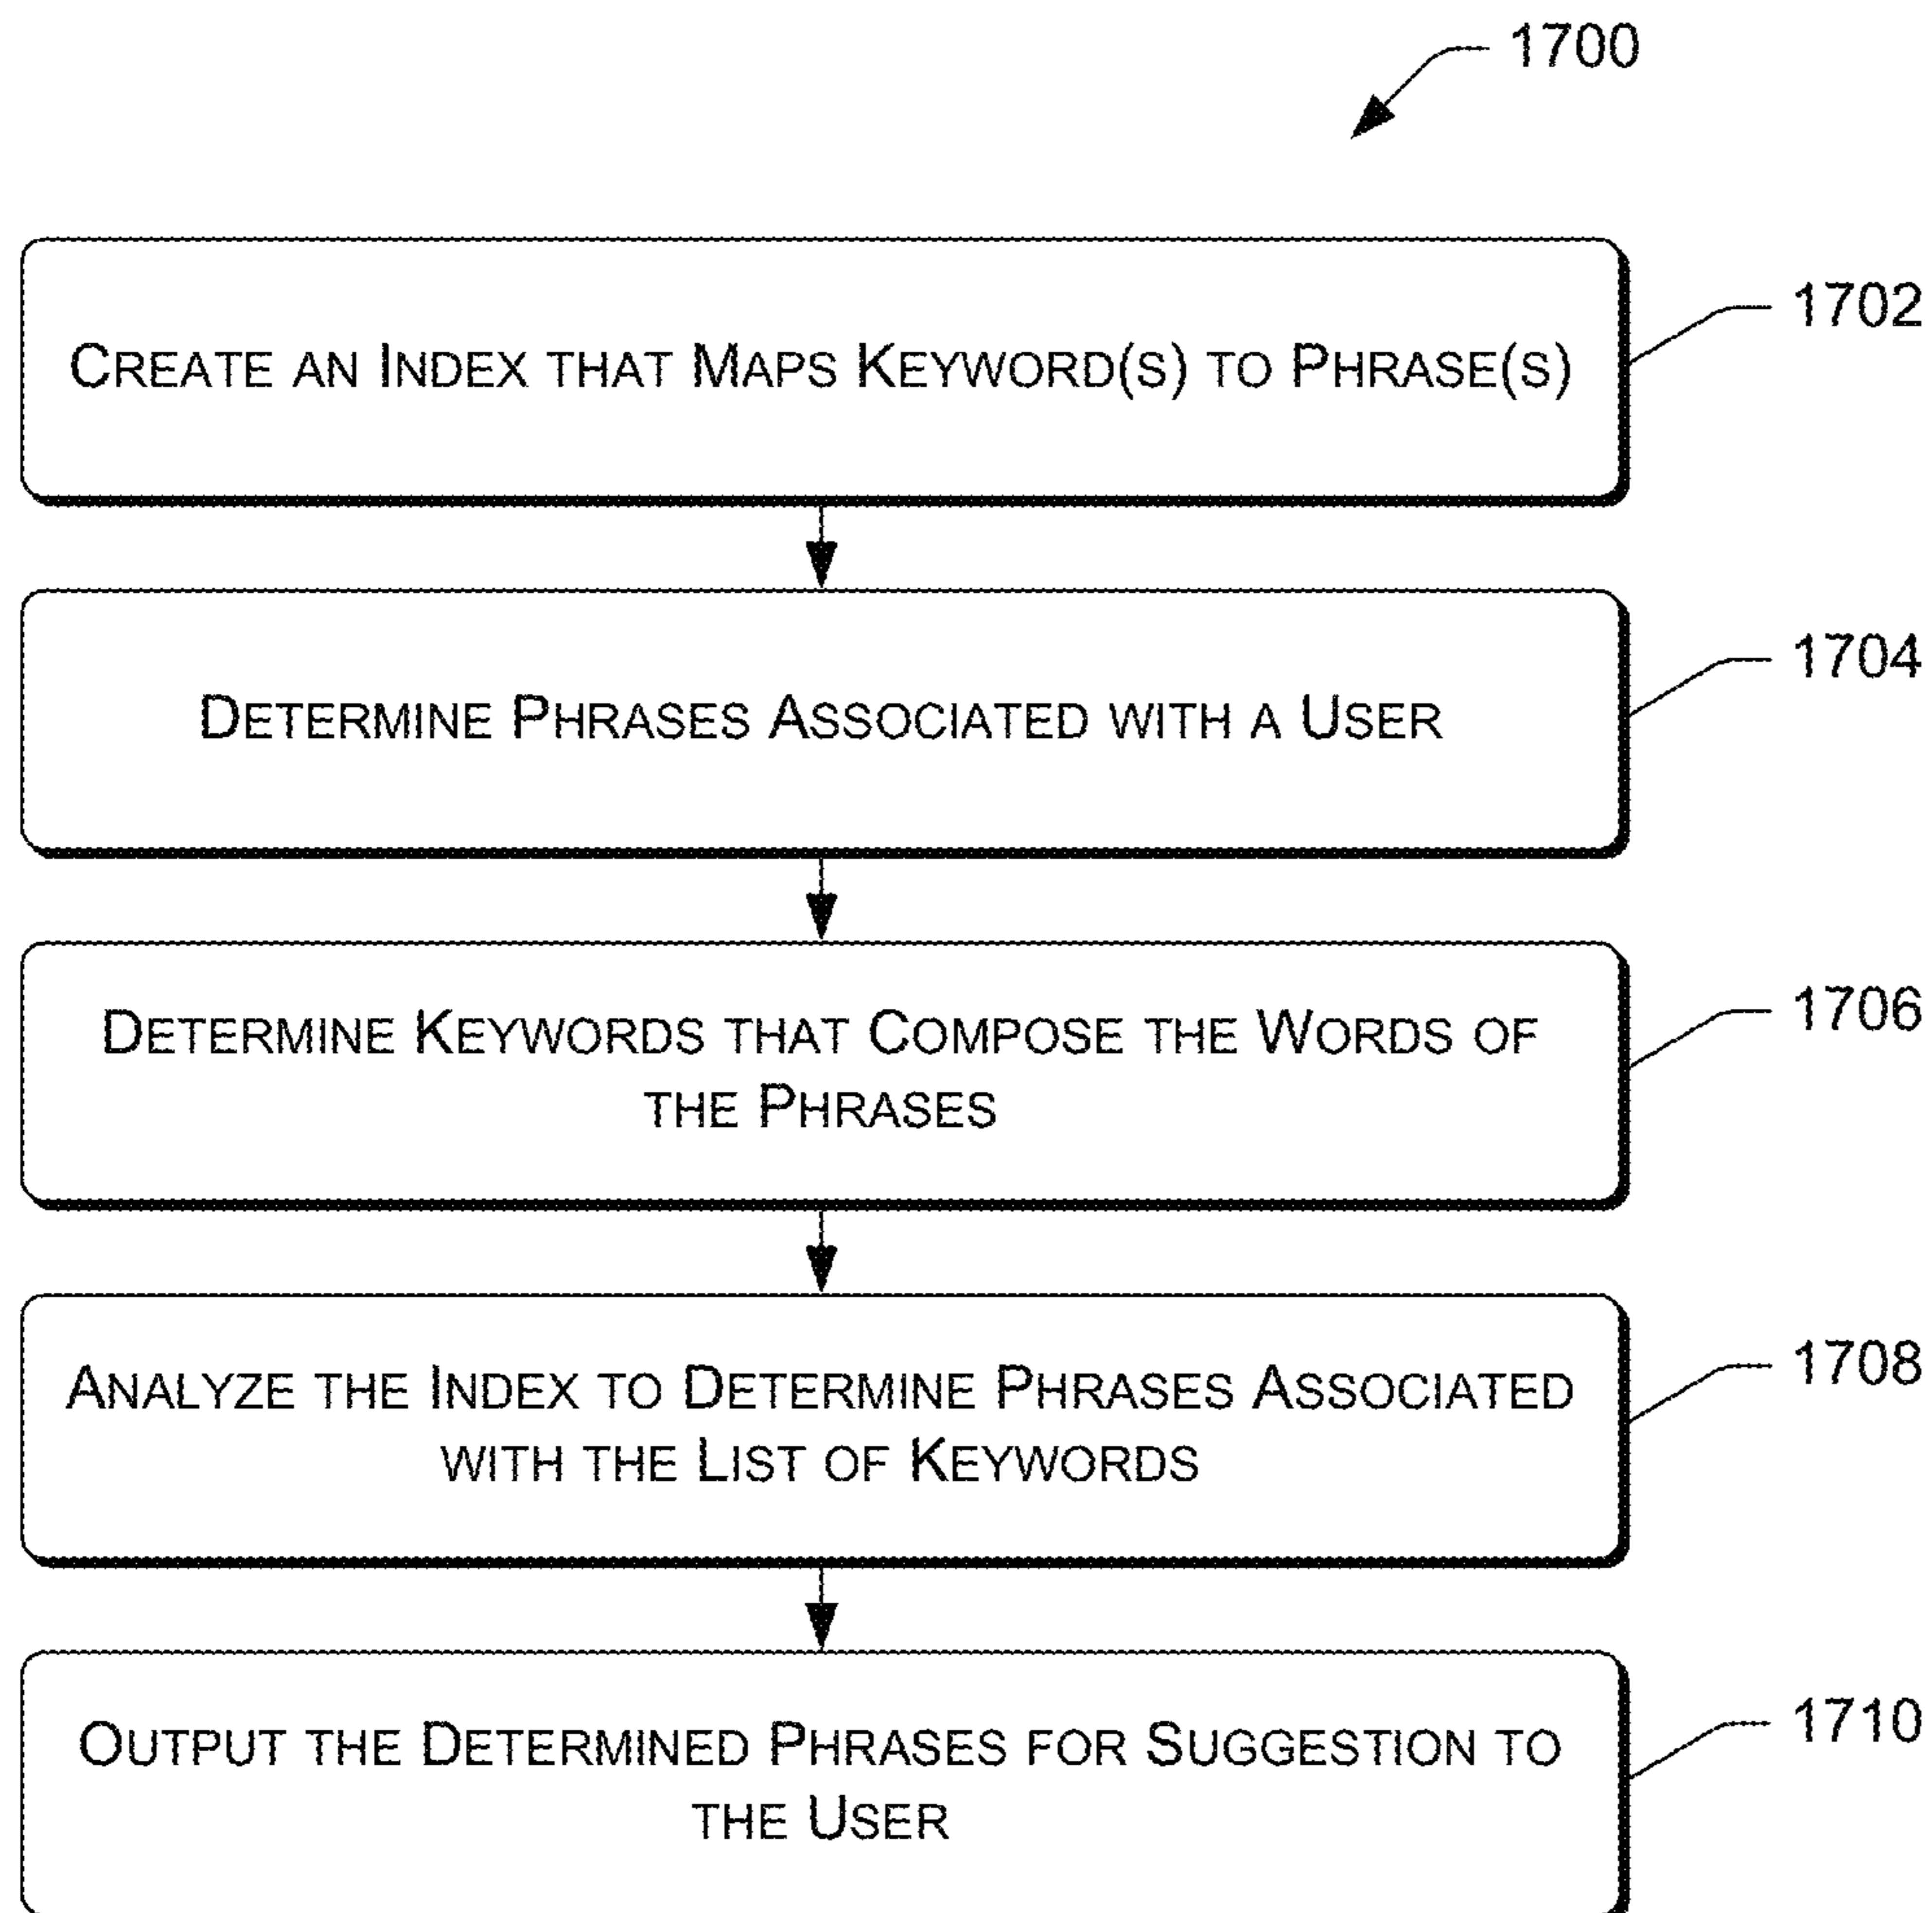 1700
CREATE AN INDEX THAT MAPS KEYWORD(S) TO PHRASE(S)
1702
DETERMINE PHRASES ASSOCIATED WITH A USER
1704
DETERMINE KEYWORDS THAT COMPOSE THE WORDS OF
THE PHRASES
1706
ANALYZE THE INDEX TO DETERMINE PHRASES ASSOCIATED
WITH THE LIST OF KEYWORDS
1708
OUTPUT THE DETERMINED PHRASES FOR SUGGESTION TO
THE USER
1710